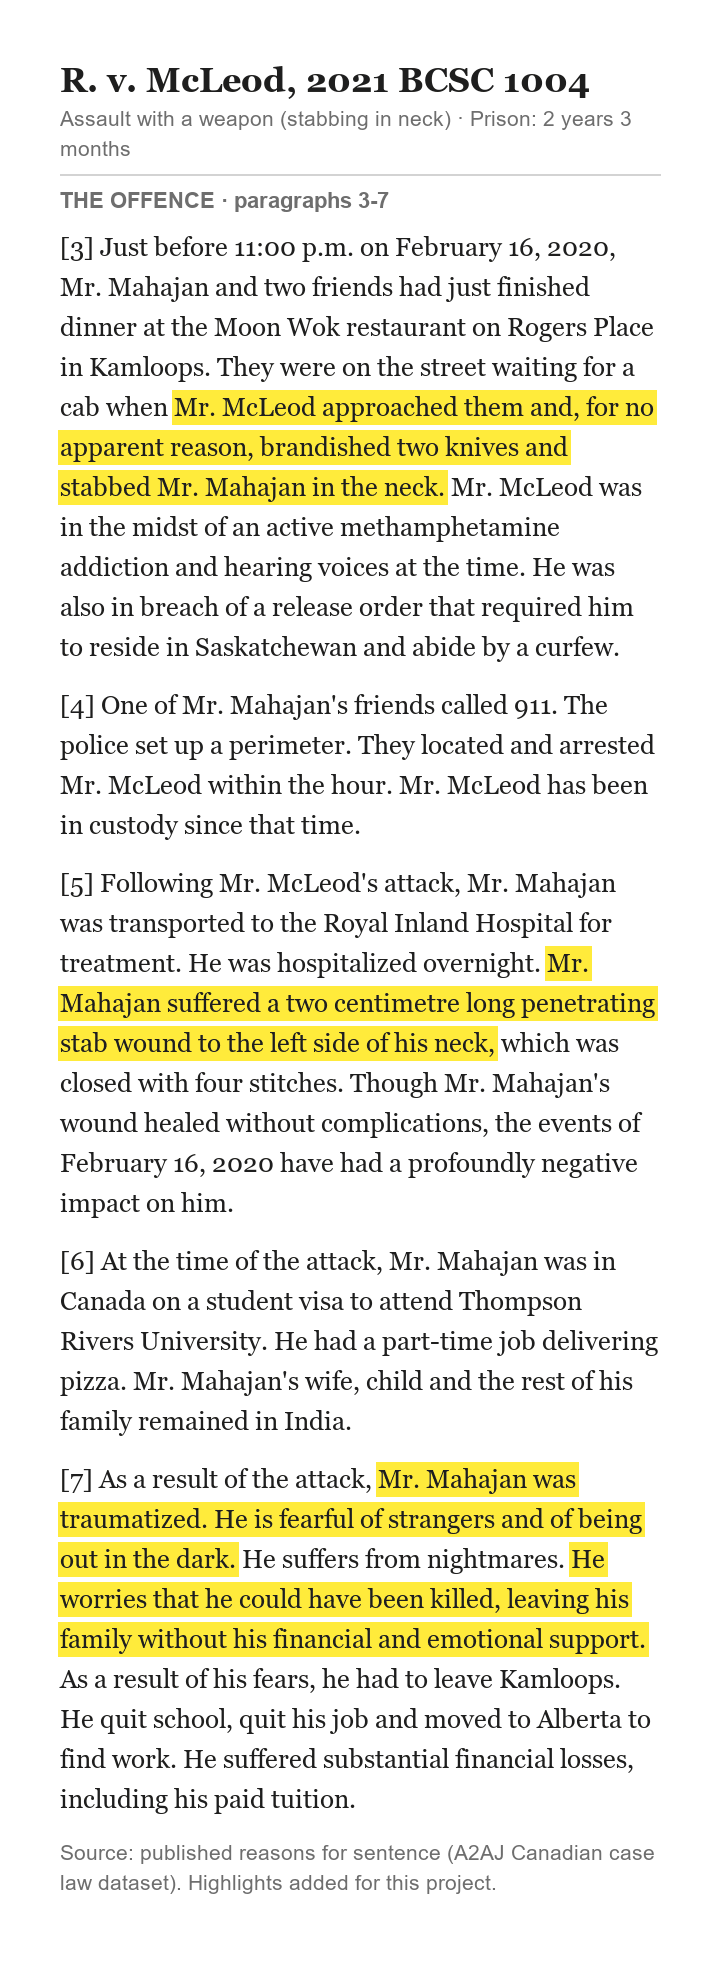 R. v. McLeod, 2021 BCSC 1004
Assault with a weapon (stabbing in neck) · Prison: 2 years 3
months
THE OFFENCE · paragraphs 3-7
[3] Just before 11:00 p.m. on February 16, 2020,
Mr. Mahajan and two friends had just finished
dinner at the Moon Wok restaurant on Rogers Place
in Kamloops. They were on the street waiting for a
cab when Mr. McLeod approached them and, for no
apparent reason, brandished two knives and
stabbed Mr. Mahajan in the neck. Mr. McLeod was
in the midst of an active methamphetamine
addiction and hearing voices at the time. He was
also in breach of a release order that required him
to reside in Saskatchewan and abide by a curfew.
[4] One of Mr. Mahajan's friends called 911. The
police set up a perimeter. They located and arrested
Mr. McLeod within the hour. Mr. McLeod has been
in custody since that time.
[5] Following Mr. McLeod's attack, Mr. Mahajan
was transported to the Royal Inland Hospital for
treatment. He was hospitalized overnight. Mr.
Mahajan suffered a two centimetre long penetrating
stab wound to the left side of his neck, which was
closed with four stitches. Though Mr. Mahajan's
wound healed without complications, the events of
February 16, 2020 have had a profoundly negative
impact on him.
[6] At the time of the attack, Mr. Mahajan was in
Canada on a student visa to attend Thompson
Rivers University. He had a part-time job delivering
pizza. Mr. Mahajan's wife, child and the rest of his
family remained in India.
[7] As a result of the attack, Mr. Mahajan was
traumatized. He is fearful of strangers and of being
out in the dark. He suffers from nightmares. He
worries that he could have been killed, leaving his
family without his financial and emotional support.
As a result of his fears, he had to leave Kamloops.
He quit school, quit his job and moved to Alberta to
find work. He suffered substantial financial losses,
including his paid tuition.
Source: published reasons for sentence (A2AJ Canadian case
law dataset). Highlights added for this project.